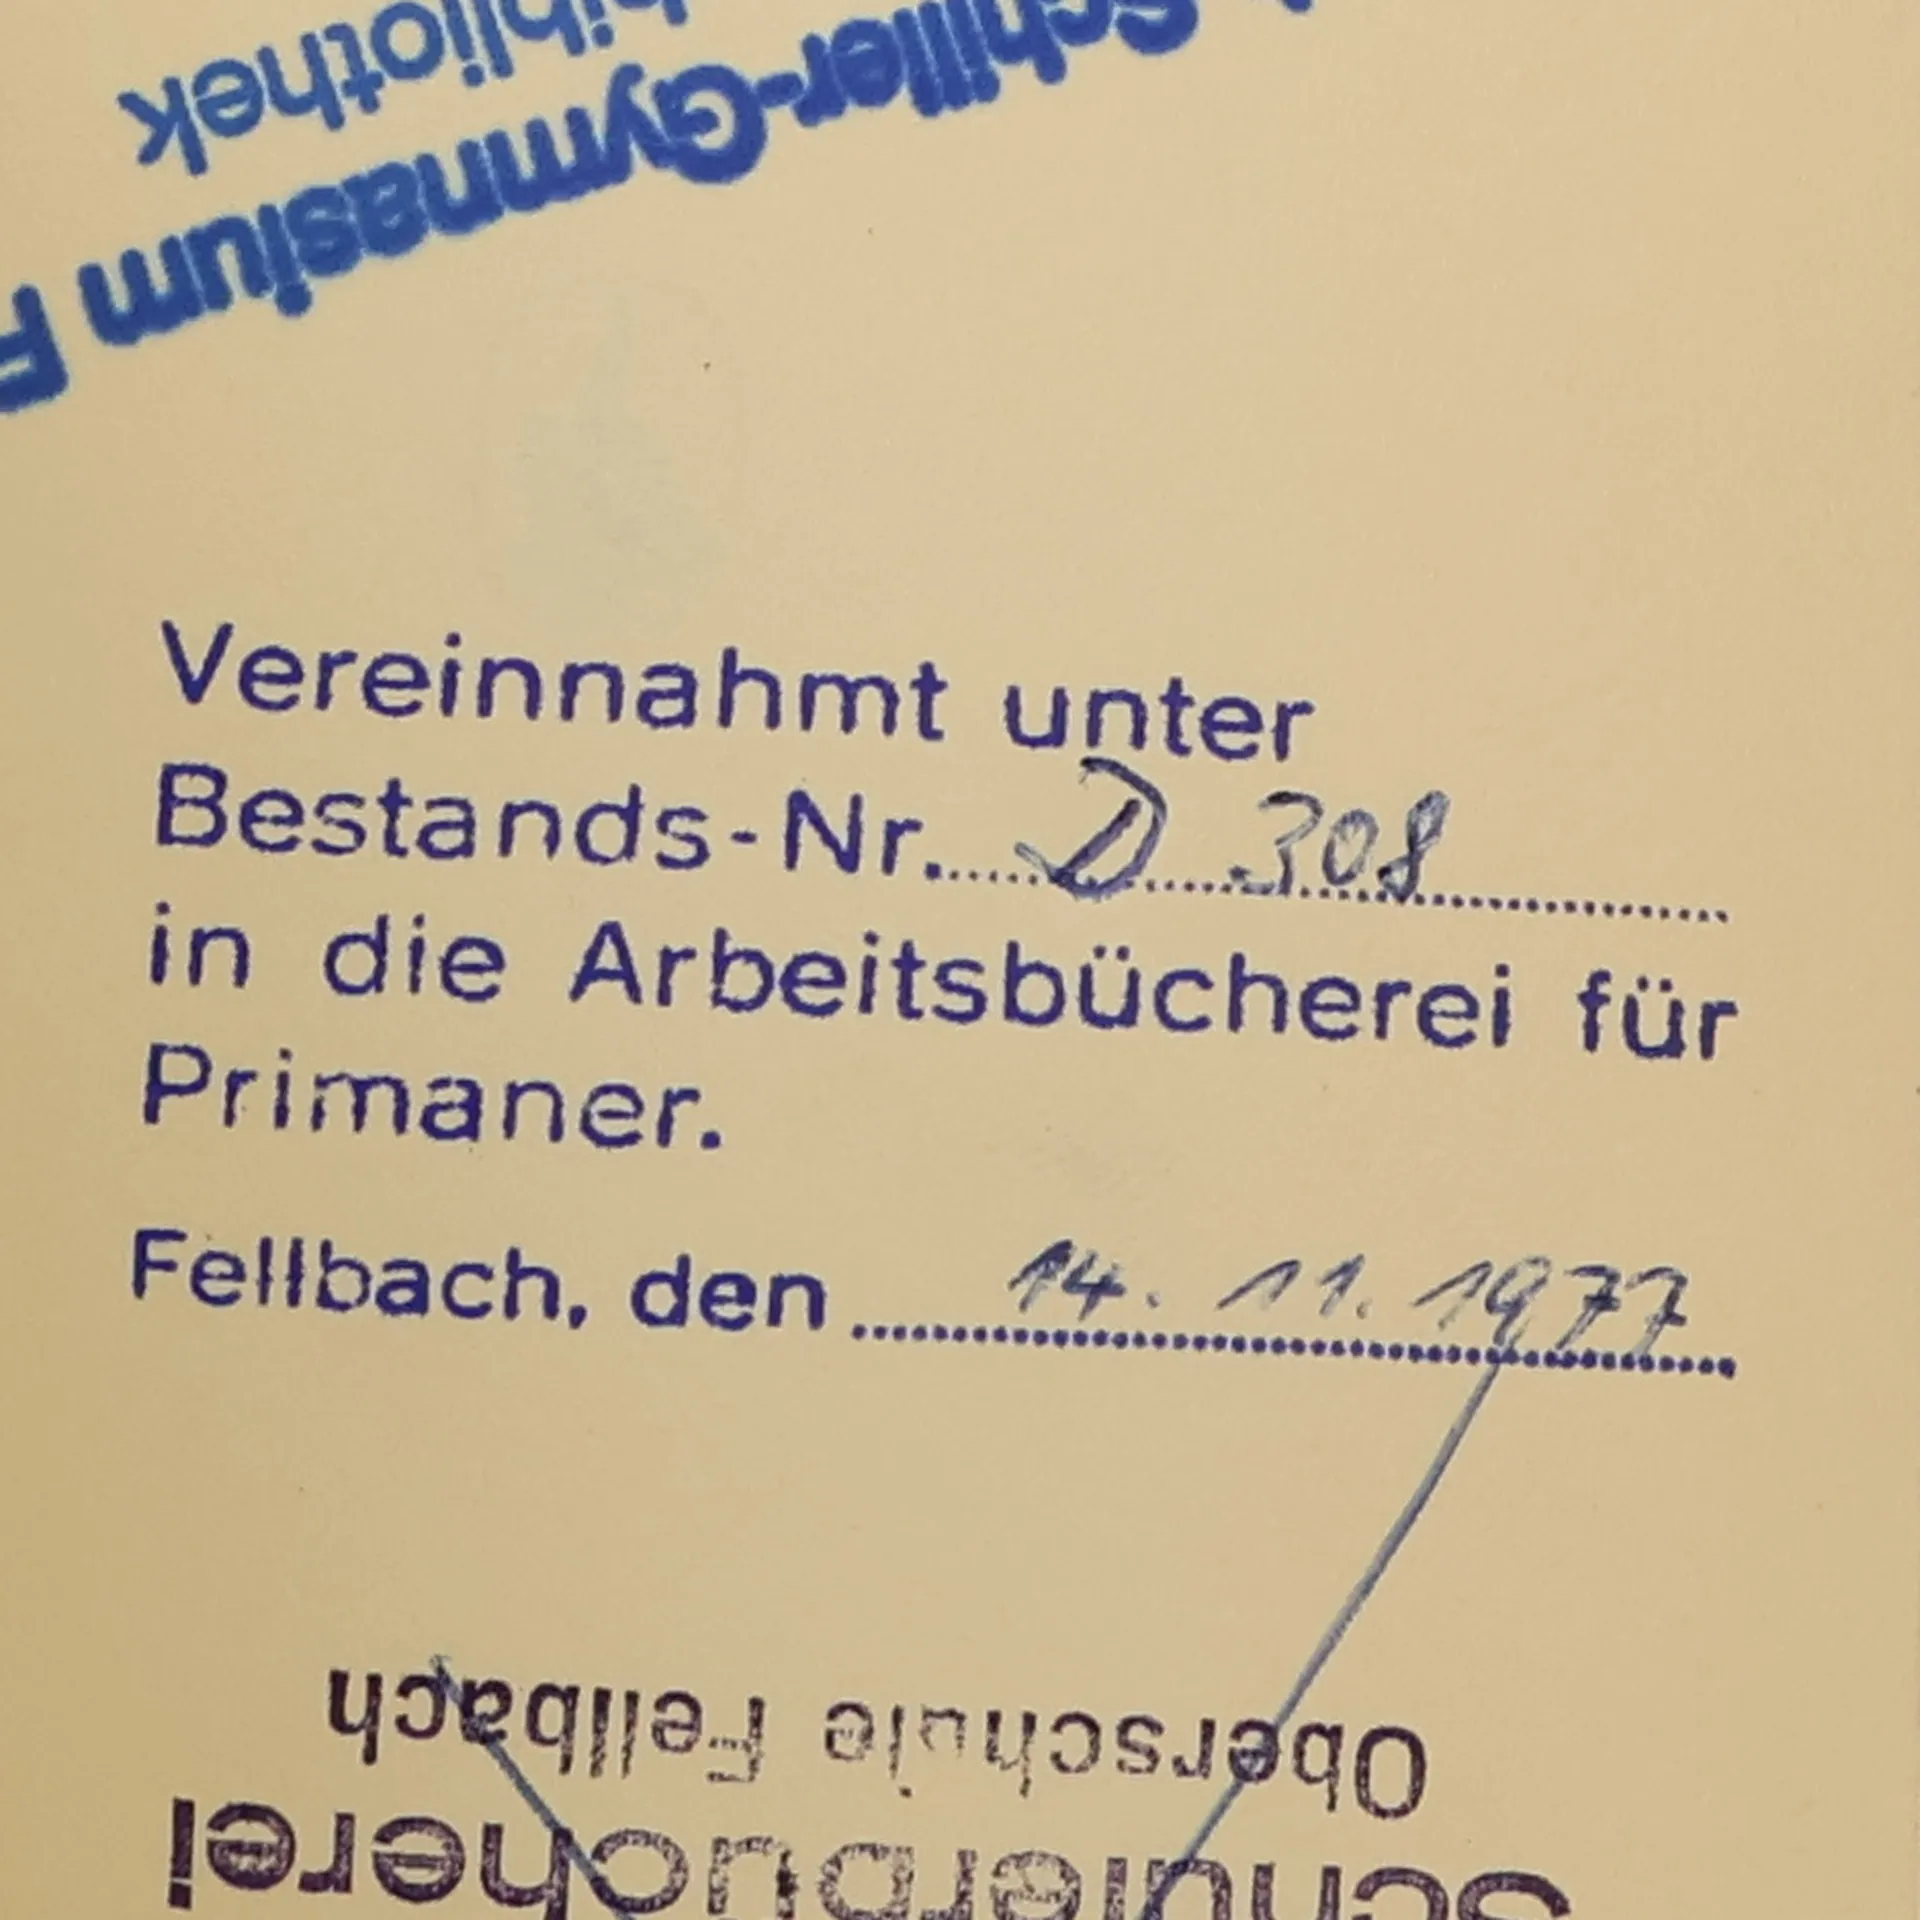 bibliothek
Schiller-Gymnasium F
Vereinnahmt unter
Bestands-Nr. D 308
in die Arbeitsbücherei für
Primaner.
Fellbach, den 14. 11. 1977
Oberschule Fellbach
Schülerbücherei